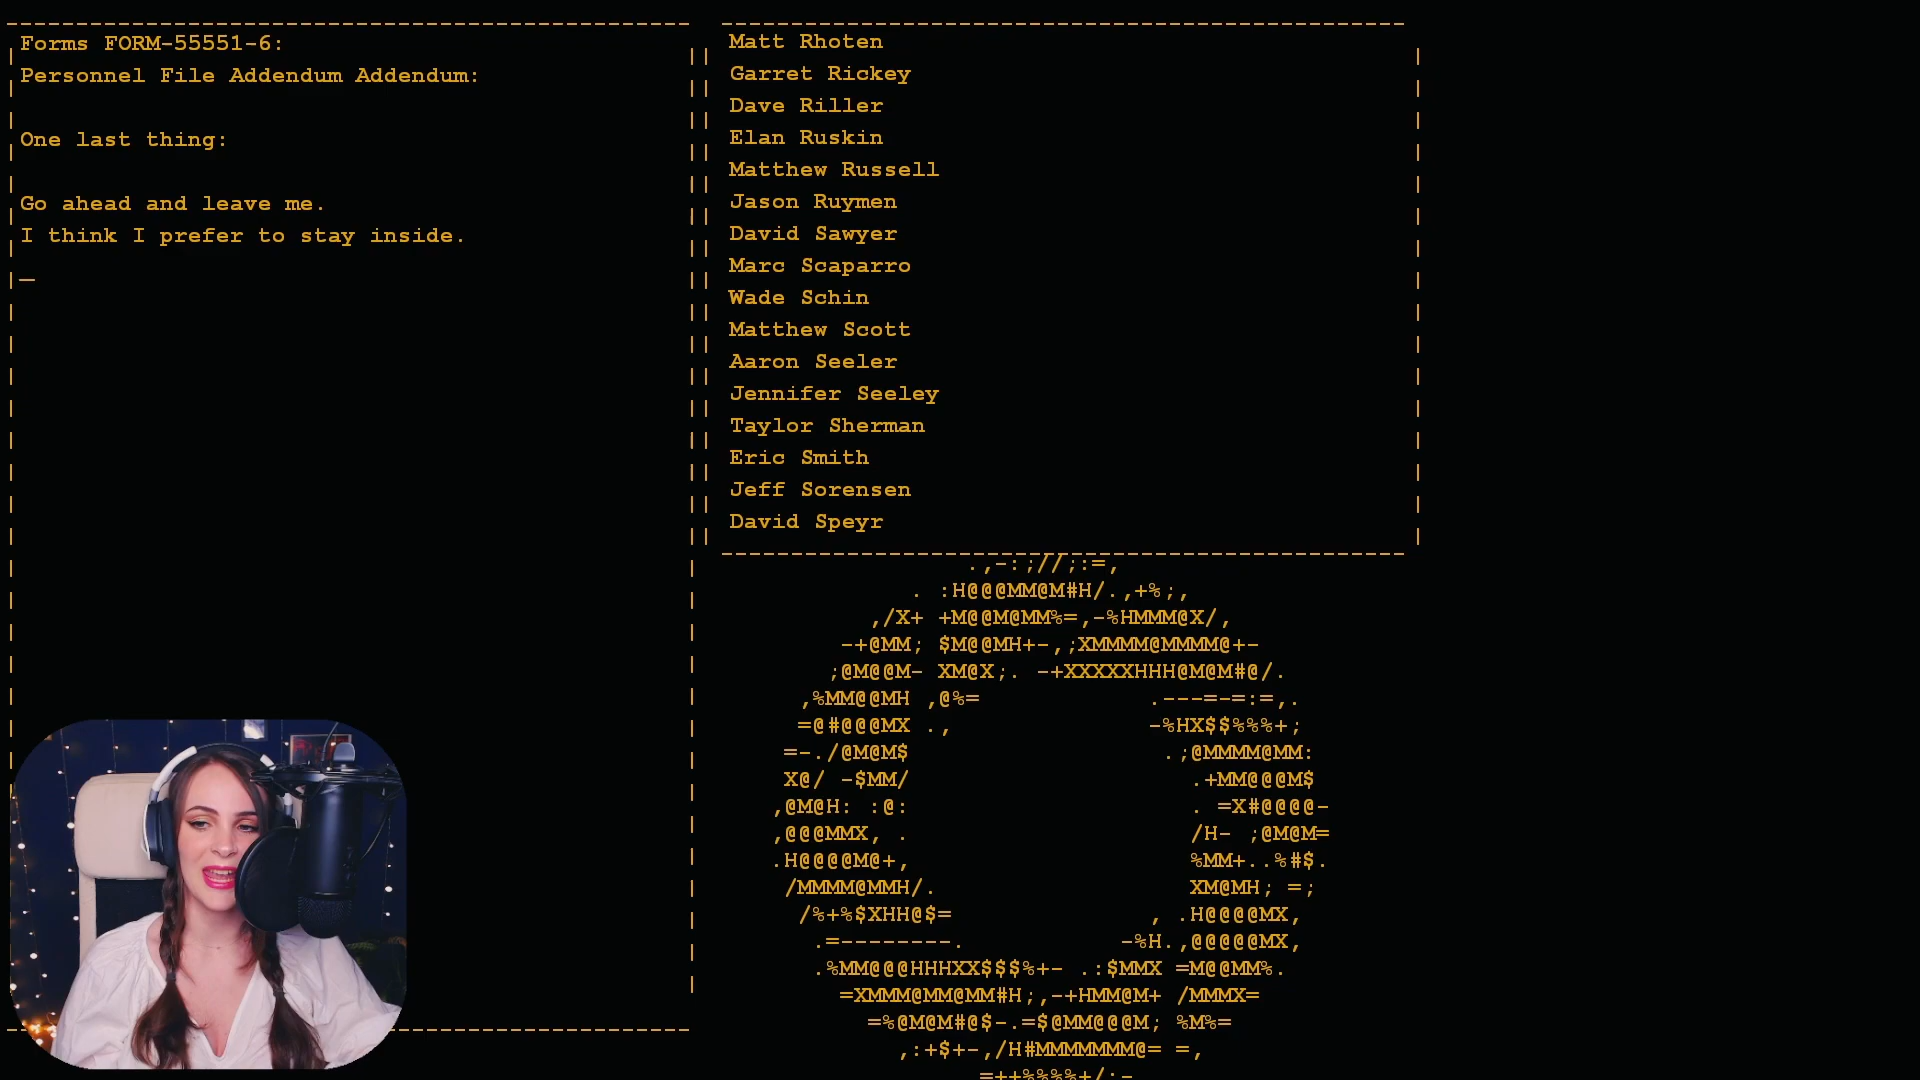 Forms FORM-55551-6:
Personnel File Addendum Addendum:
One last thing:
Go ahead and leave me.
I think I prefer to stay inside.
_
Matt Rhoten
Garret Rickey
Dave Riller
Elan Ruskin
Matthew Russell
Jason Ruymen
David Sawyer
Marc Scaparro
Wade Schin
Matthew Scott
Aaron Seeler
Jennifer Seeley
Taylor Sherman
Eric Smith
Jeff Sorensen
David Speyr